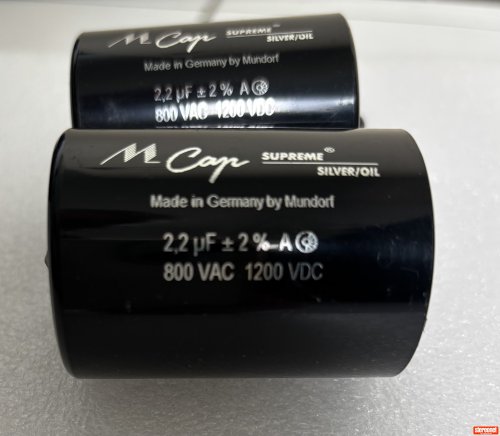 M Cap SUPREME®
SILVER/OIL
Made in Germany by Mundorf
2,2 µF ± 2 % A
800 VAC 1200 VDC
M Cap SUPREME®
SILVER/OIL
Made in Germany by Mundorf
2,2 µF ± 2 % A
800 VAC 1200 VDC